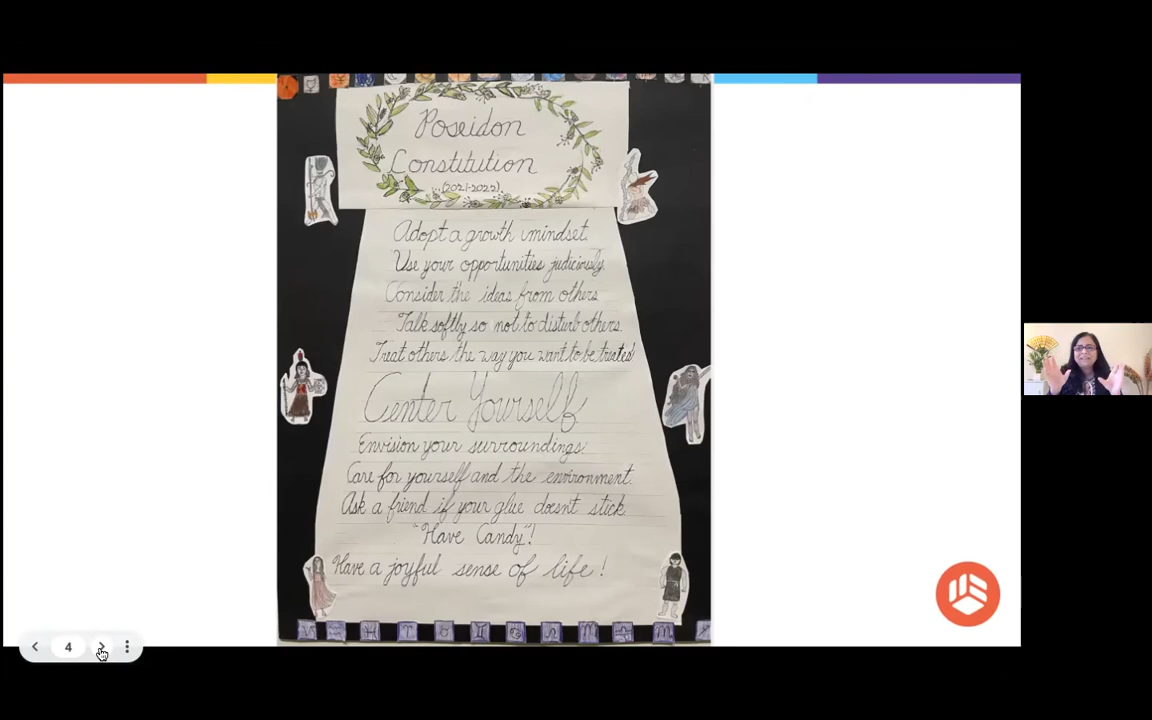 Poseidon
Constitution
(2021-2022)
Adopt a growth mindset.
Use your opportunities judiciously.
Consider the ideas from others.
Talk softly so not to disturb others.
Treat others the way you want to be treated
Center Yourself
Envision your surroundings.
Care for yourself and the environment.
Ask a friend if your glue doesn't stick.
"Have Candy"!
Have a joyful sense of life!
4